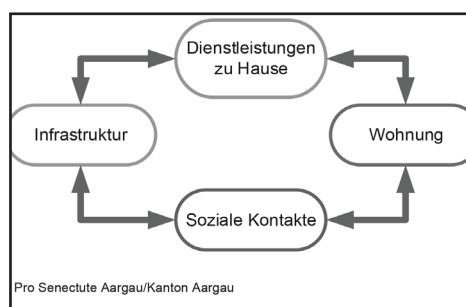 Dienstleistungen
zu Hause
Infrastruktur
Wohnung
Soziale Kontakte
Pro Senectute Aargau/Kanton Aargau